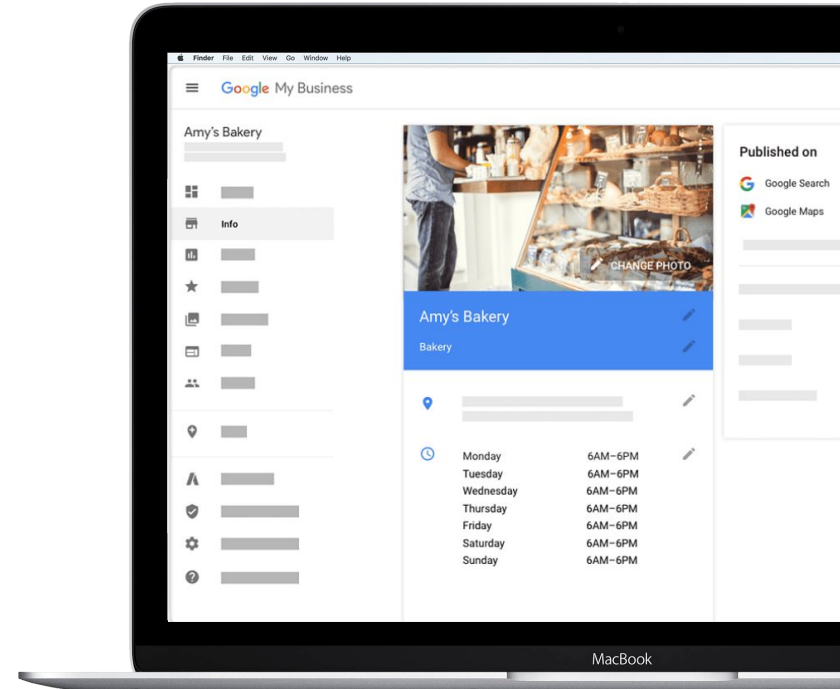 Finder File Edit View Go Window Help
Google My Business
Amy's Bakery
Info
CHANGE PHOTO
Amy's Bakery
Bakery
Monday 6AM–6PM
Tuesday 6AM–6PM
Wednesday 6AM–6PM
Thursday 6AM–6PM
Friday 6AM–6PM
Saturday 6AM–6PM
Sunday 6AM–6PM
Published on
Google Search
Google Maps
MacBook